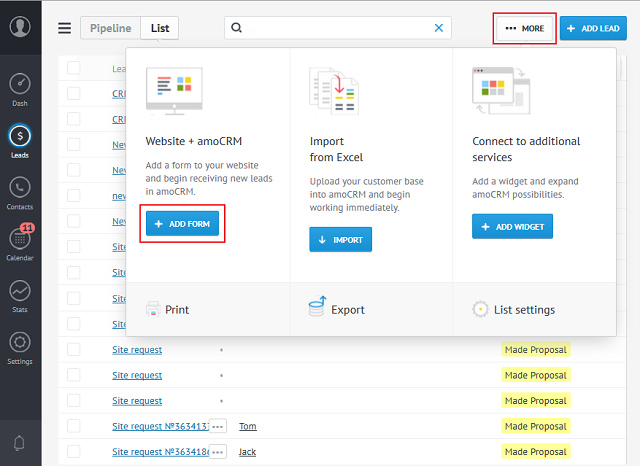 Pipeline
List
••• MORE
+ ADD LEAD
Dash
Leads
Contacts
11
Calendar
Stats
Settings
Lea
CRI
CRI
Nev
Nev
nev
Nev
Site
Site
Site
Site
Website + amoCRM
Add a form to your website
and begin receiving new leads
in amoCRM.
+ ADD FORM
Import
from Excel
Upload your customer base
into amoCRM and begin
working immediately.
IMPORT
Connect to additional
services
Add a widget and expand
amoCRM possibilities.
+ ADD WIDGET
Print
Export
List settings
Site request • Made Proposal
Site request • Made Proposal
Site request • Made Proposal
Site request №363413 ••• Tom Made Proposal
Site request №3634186 ••• Jack Made Proposal